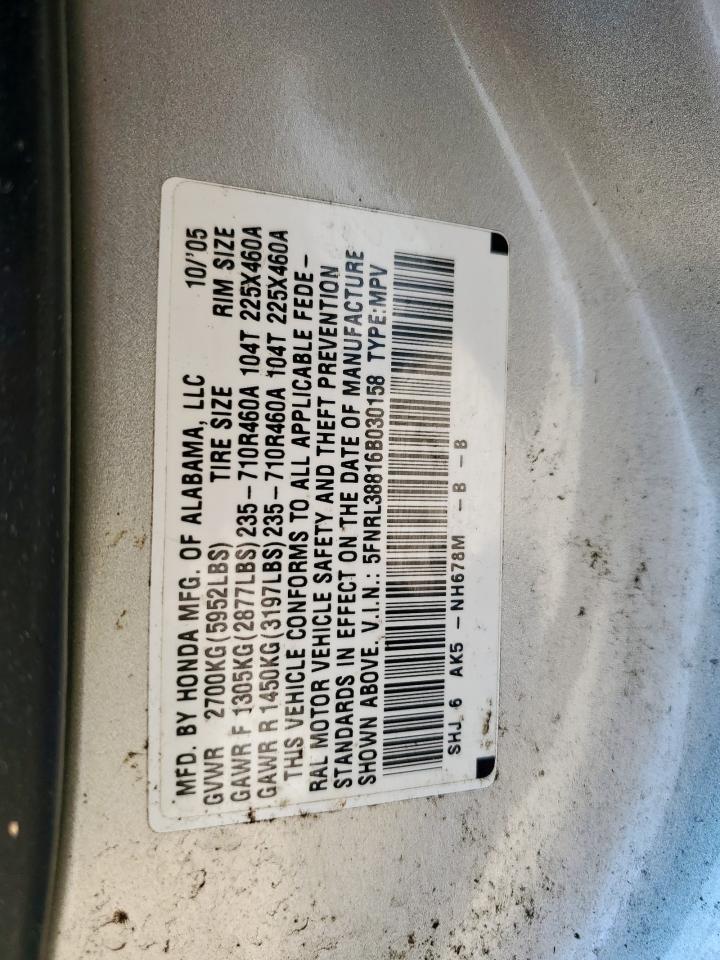 MFD. BY HONDA MFG. OF ALABAMA, LLC 10/'05
GVWR 2700KG(5952LBS) TIRE SIZE RIM SIZE
GAWR F 1305KG(2877LBS) 235-710R460A 104T 225X460A
GAWR R 1450KG(3197LBS) 235-710R460A 104T 225X460A
THIS VEHICLE CONFORMS TO ALL APPLICABLE FEDE-
RAL MOTOR VEHICLE SAFETY AND THEFT PREVENTION
STANDARDS IN EFFECT ON THE DATE OF MANUFACTURE
SHOWN ABOVE. V.I.N.: 5FNRL38816B030158 TYPE:MPV
SHJ 6 AK5 -NH678M -B -B